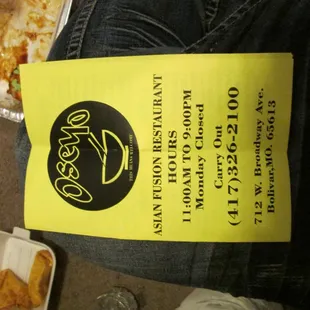 Oseyo
ASIAN FUSION RESTAURANT
HOURS
11:00AM TO 9:00PM
Monday Closed
Carry Out
(417)326-2100
712 W. Broadway Ave.
Bolivar,MO. 65613